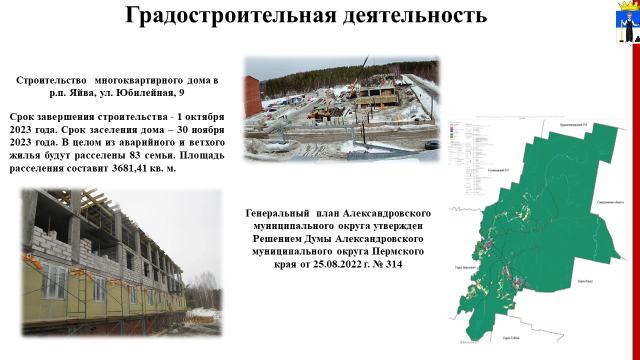 Градостроительная деятельность
Строительство многоквартирного дома в
р.п. Яйва, ул. Юбилейная, 9
Срок завершения строительства - 1 октября
2023 года. Срок заселения дома – 30 ноября
2023 года. В целом из аварийного и ветхого
жилья будут расселены 83 семьи. Площадь
расселения составит 3681,41 кв. м.
Генеральный план Александровского
муниципального округа утвержден
Решением Думы Александровского
муниципального округа Пермского
края от 25.08.2022 г. № 314